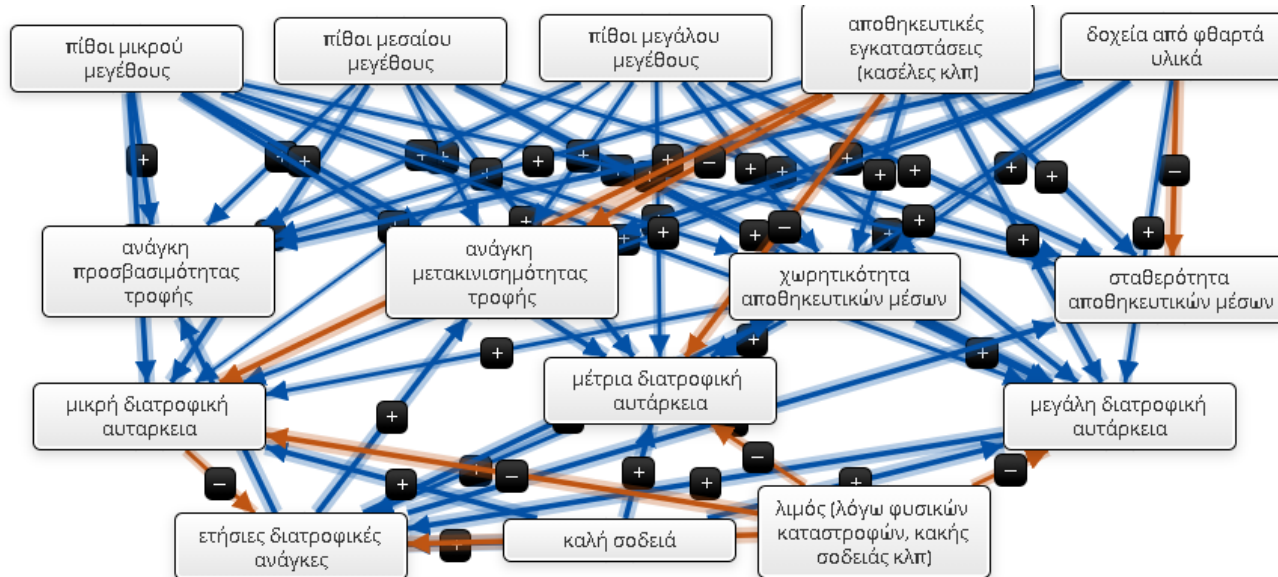 πίθοι μικρού
μεγέθους
πίθοι μεσαίου
μεγέθους
πίθοι μεγάλου
μεγέθους
αποθηκευτικές
εγκαταστάσεις
(κασέλες κλπ)
δοχεία από φθαρτά
υλικά
ανάγκη
προσβασιμότητας
τροφής
ανάγκη
μετακινισημότητας
τροφής
χωρητικότητα
αποθηκευτικών μέσων
σταθερότητα
αποθηκευτικών μέσων
μικρή διατροφική
αυταρκεια
μέτρια διατροφική
αυτάρκεια
μεγάλη διατροφική
αυτάρκεια
ετήσιες διατροφικές
ανάγκες
καλή σοδειά
λιμός (λόγω φυσικών
καταστροφών, κακής
σοδειάς κλπ)